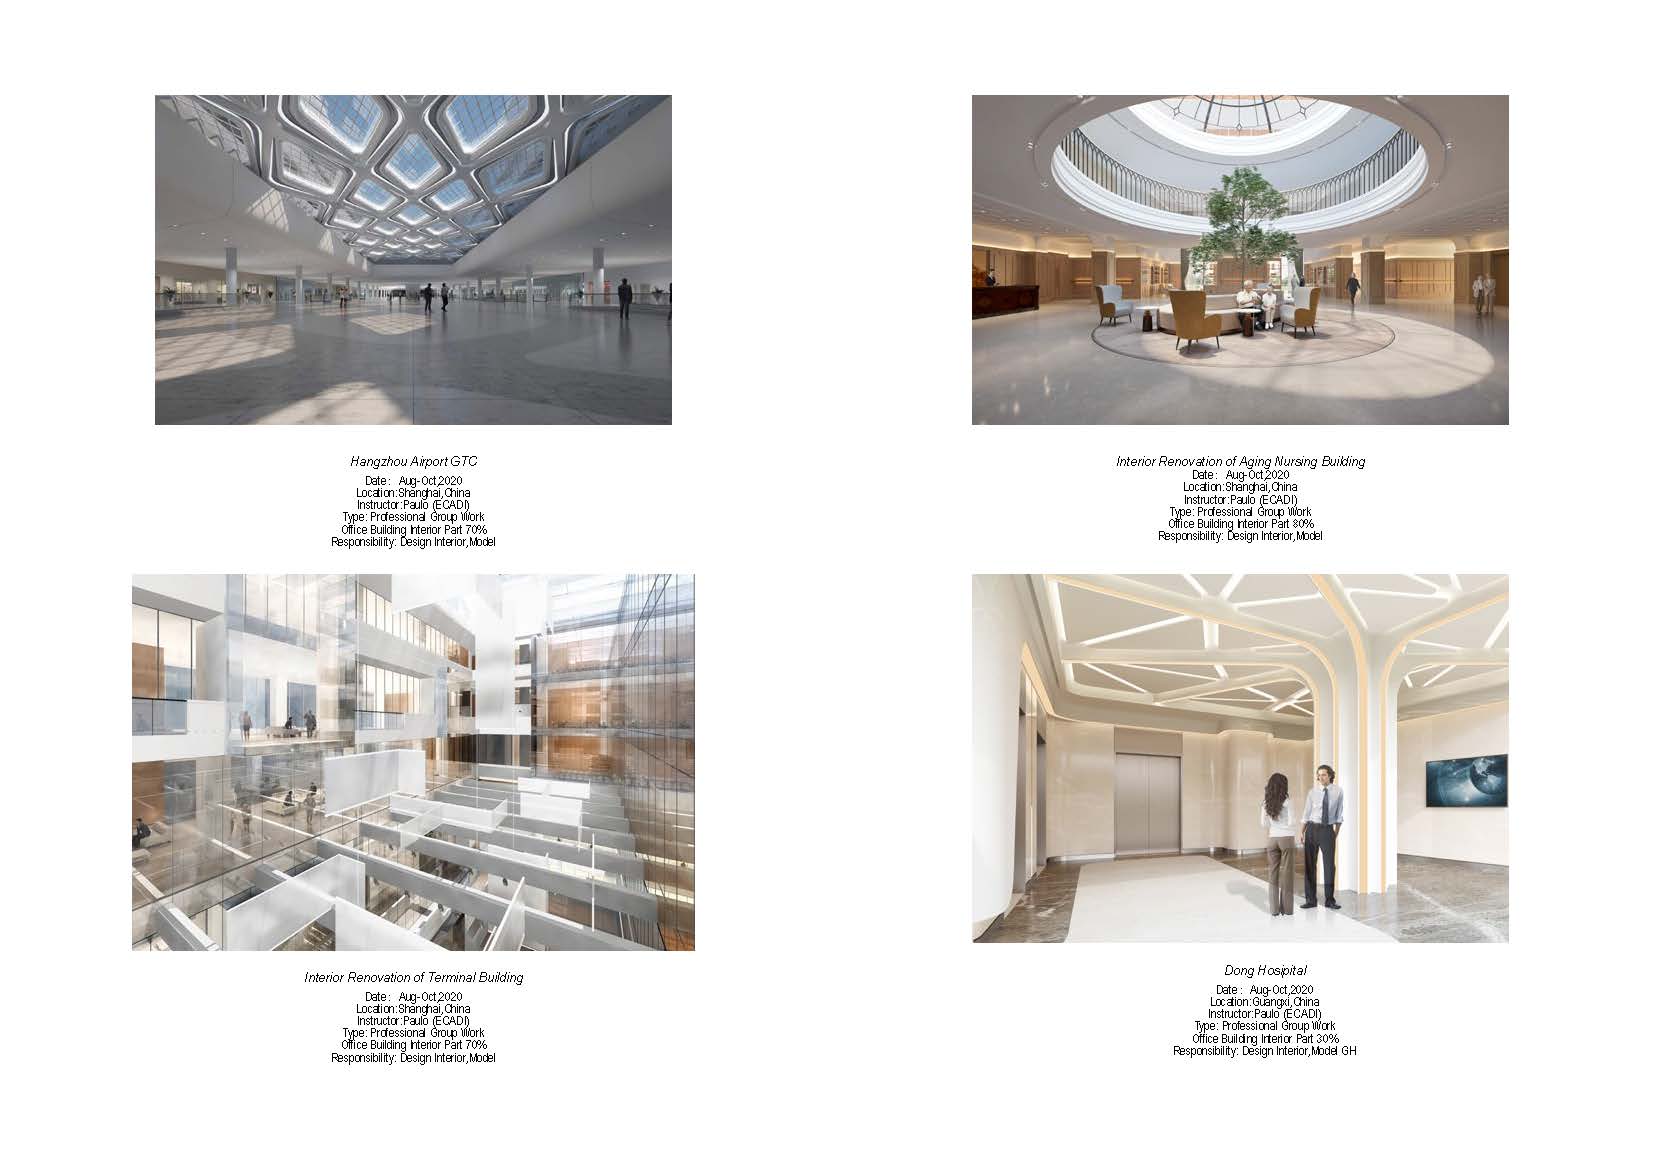 Hangzhou Airport GTC
Date: Aug-Oct,2020
Location:Shanghai,China
Instructor:Paulo (ECADI)
Type: Professional Group Work
Office Building Interior Part 70%
Responsibility: Design Interior,Model
Interior Renovation of Aging Nursing Building
Date: Aug-Oct,2020
Location:Shanghai,China
Instructor:Paulo (ECADI)
Type: Professional Group Work
Office Building Interior Part 80%
Responsibility: Design Interior,Model
Interior Renovation of Terminal Building
Date: Aug-Oct,2020
Location:Shanghai,China
Instructor:Paulo (ECADI)
Type: Professional Group Work
Office Building Interior Part 70%
Responsibility: Design Interior,Model
Dong Hosipital
Date: Aug-Oct,2020
Location:Guangxi,China
Instructor:Paulo (ECADI)
Type: Professional Group Work
Office Building Interior Part 30%
Responsibility: Design Interior,Model GH